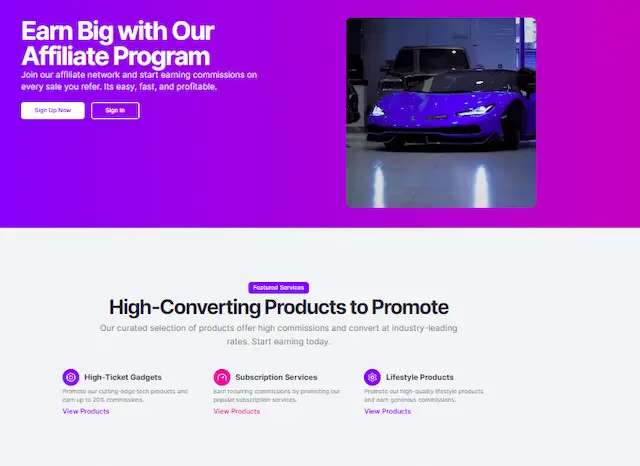 Earn Big with Our
Affiliate Program
Join our affiliate network and start earning commissions on
every sale you refer. Its easy, fast, and profitable.
Sign Up Now
Sign In
Featured Services
High-Converting Products to Promote
Our curated selection of products offer high commissions and convert at industry-leading
rates. Start earning today.
High-Ticket Gadgets
Promote our cutting-edge tech products and
earn up to 20% commissions.
View Products
Subscription Services
Earn recurring commissions by promoting our
popular subscription services.
View Products
Lifestyle Products
Promote our high-quality lifestyle products
and earn generous commissions.
View Products